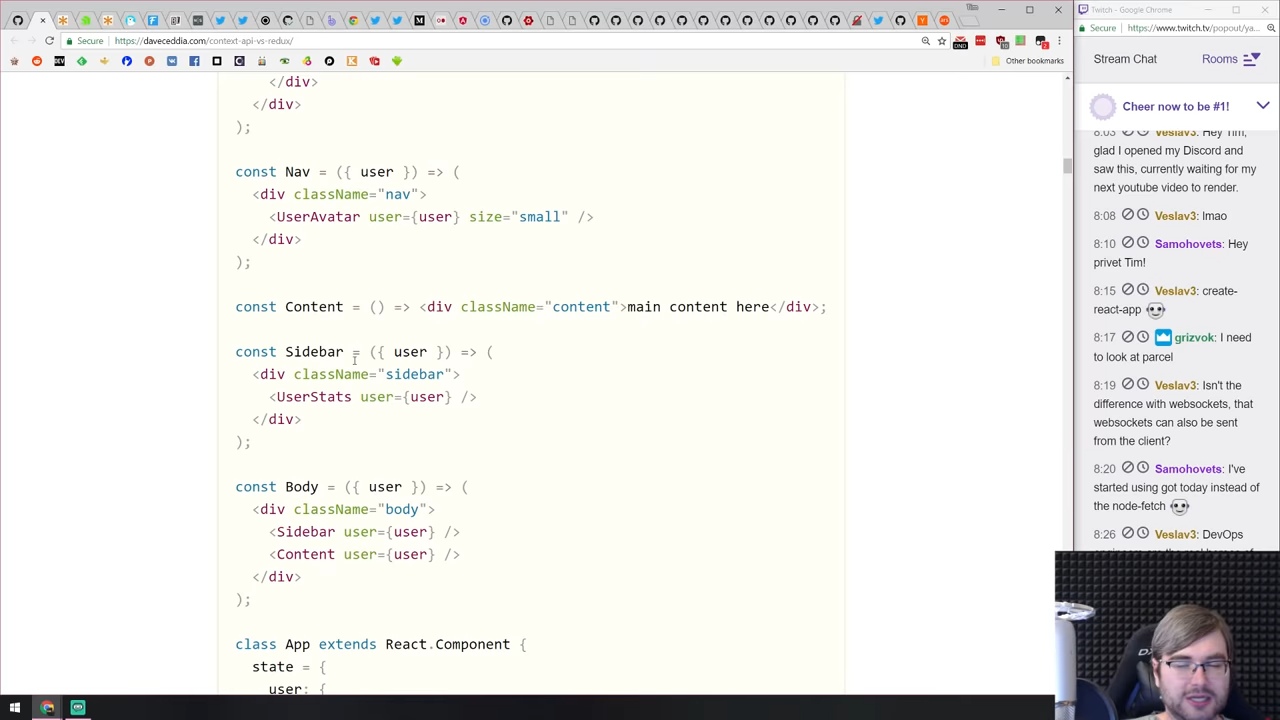 Secure
https://daveceddia.com/context-api-vs-redux/
Other bookmarks
</div>
</div>
);
const Nav = ({ user }) => (
<div className="nav">
<UserAvatar user={user} size="small" />
</div>
);
const Content = () => <div className="content">main content here</div>;
const Sidebar = ({ user }) => (
<div className="sidebar">
<UserStats user={user} />
</div>
);
const Body = ({ user }) => (
<div className="body">
<Sidebar user={user} />
<Content user={user} />
</div>
);
class App extends React.Component {
state = {
user: {
Twitch - Google Chrome
Secure
https://www.twitch.tv/popout/ya...
Stream Chat
Rooms
Cheer now to be #1!
8:03 Veslav3: Hey Tim,
glad I opened my Discord and
saw this, currently waiting for my
next youtube video to render.
8:08 Veslav3: lmao
8:10 Samohovets: Hey
privet Tim!
8:15 Veslav3: create-
react-app
8:17 grizvok: I need
to look at parcel
8:19 Veslav3: Isn't the
difference with websockets, that
websockets can also be sent
from the client?
8:20 Samohovets: I've
started using got today instead of
the node-fetch
8:26 Veslav3: DevOps